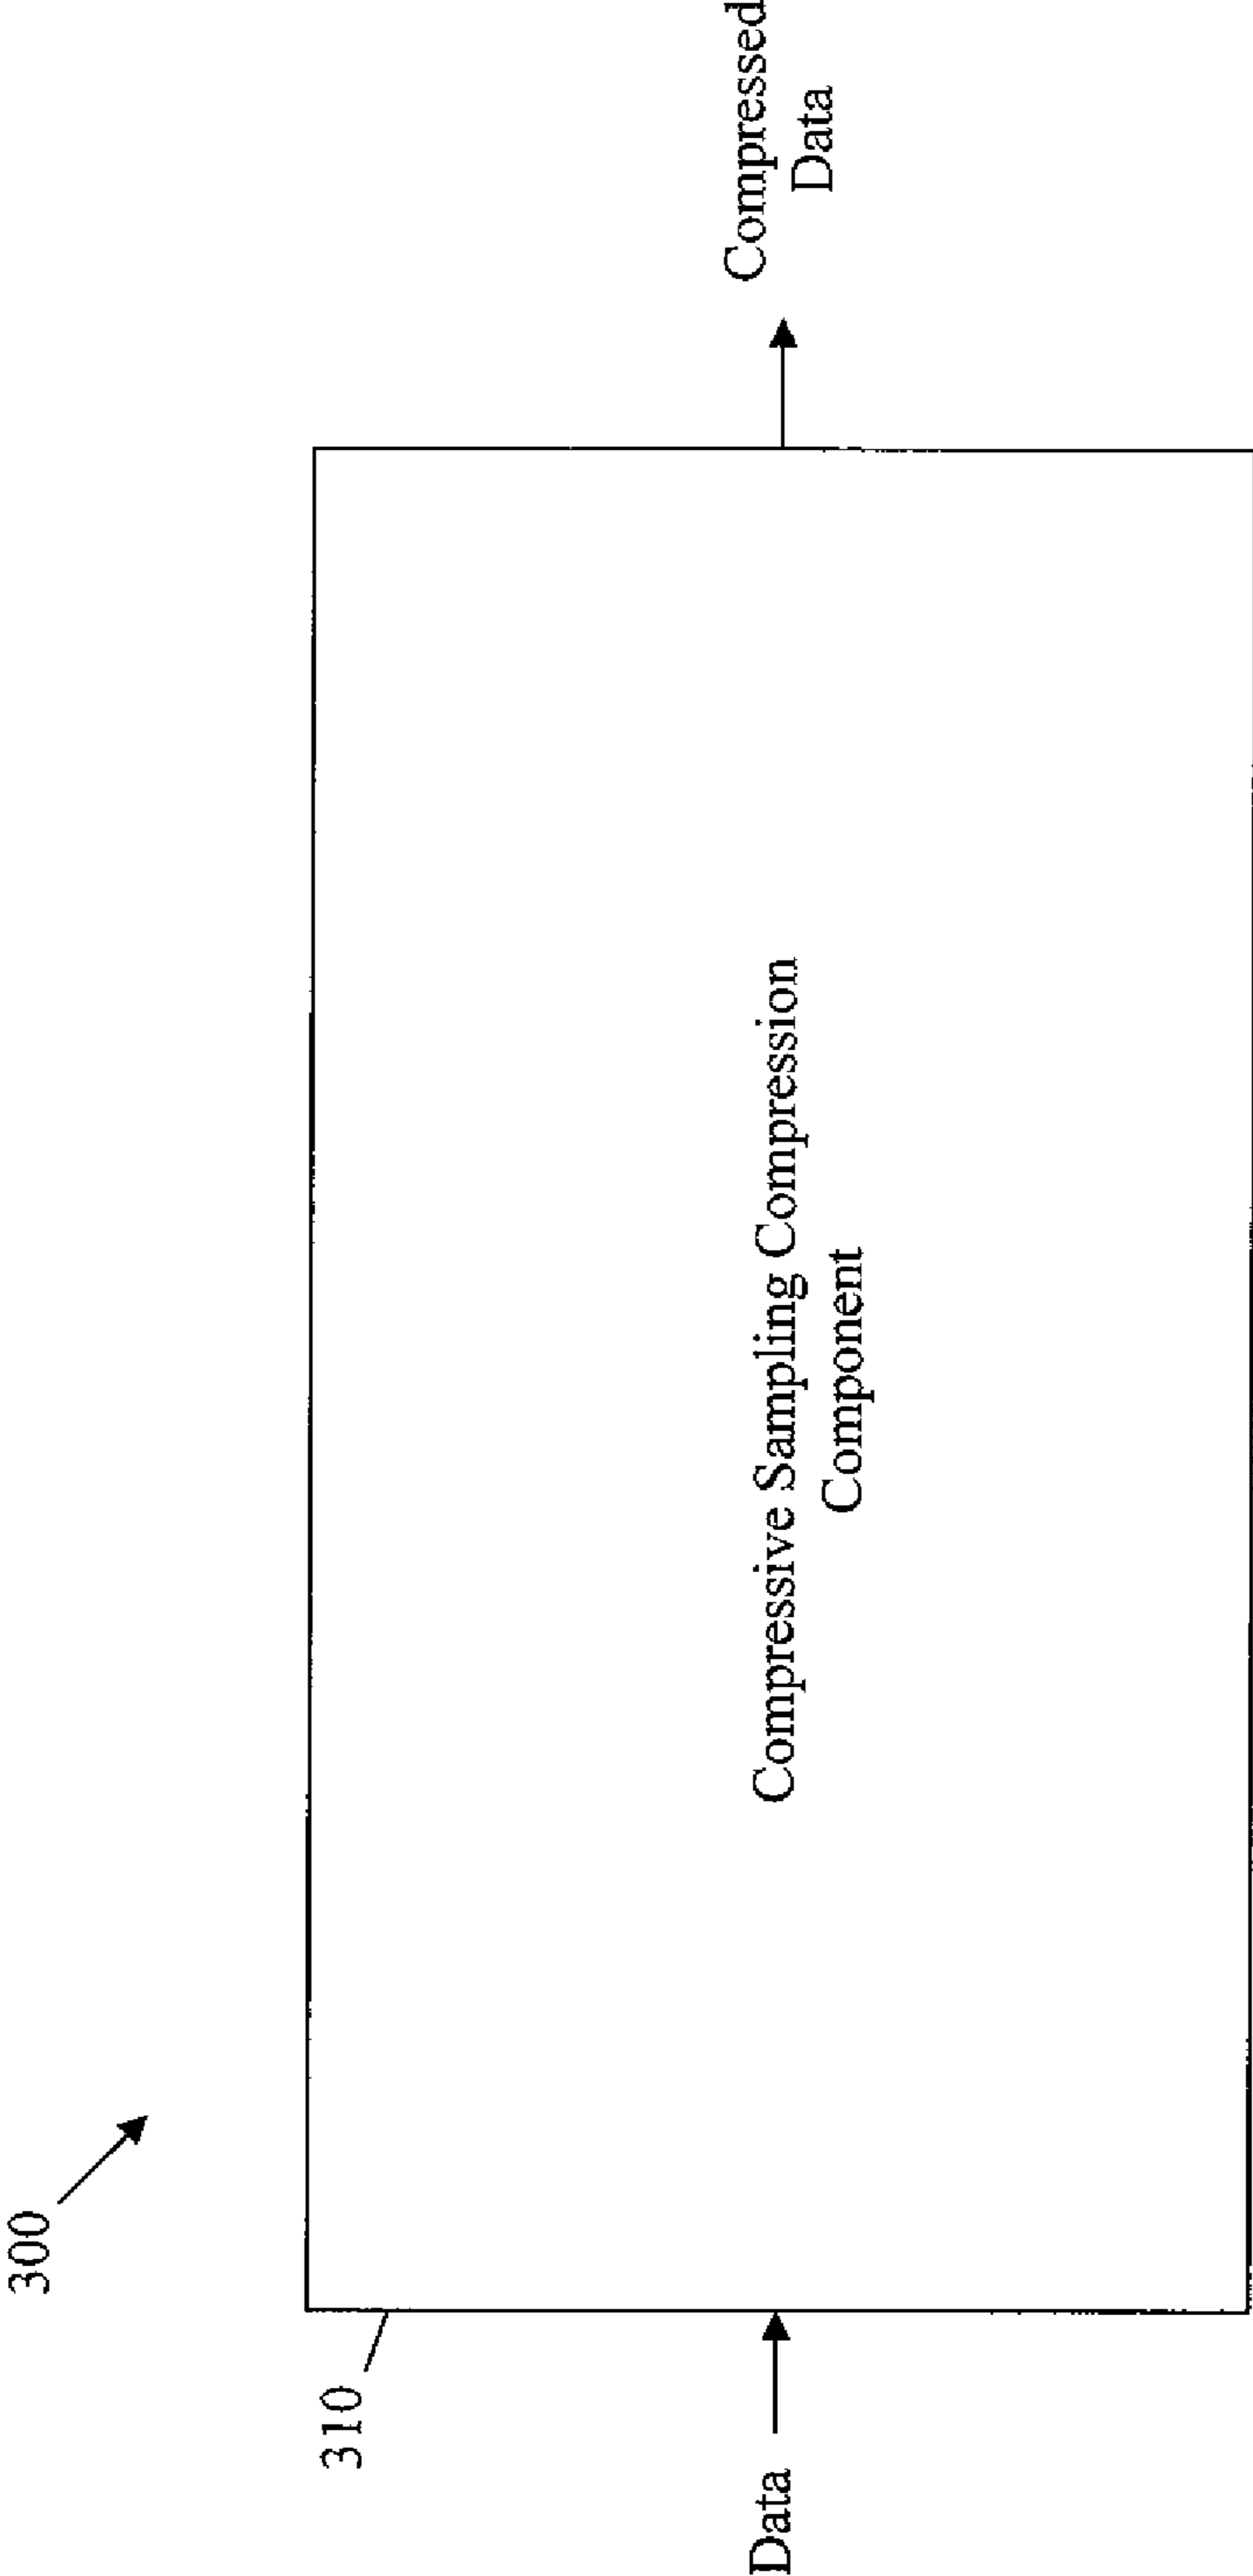 300
310
Data
Compressive Sampling Compression
Component
Compressed
Data